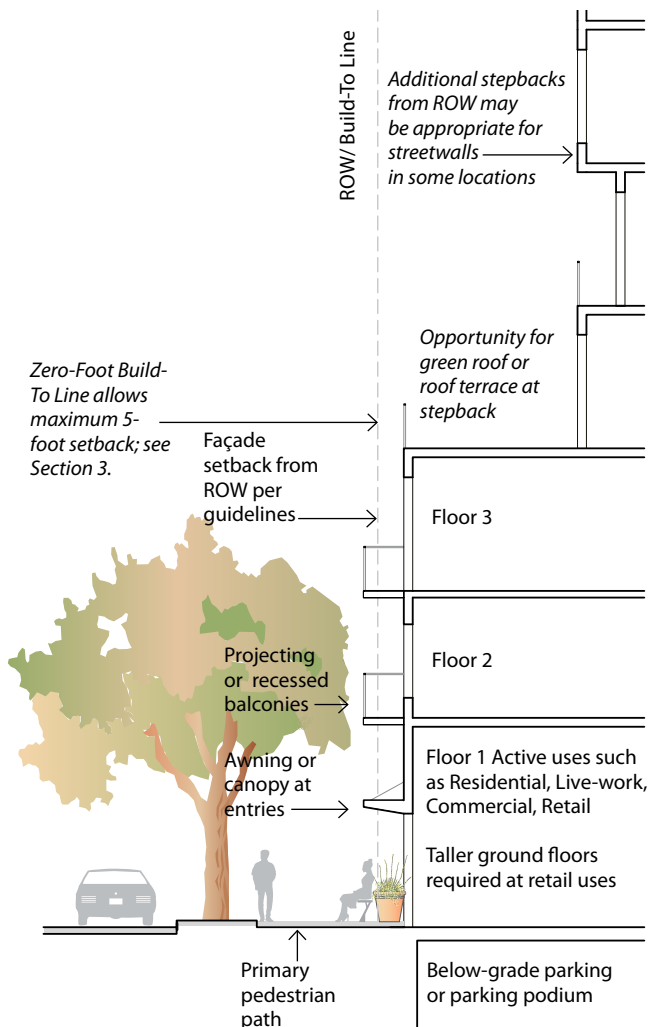 ROW/ Build-To Line
Additional stepbacks
from ROW may
be appropriate for
streetwalls
in some locations
Opportunity for
green roof or
roof terrace at
stepback
Zero-Foot Build-
To Line allows
maximum 5-
foot setback; see
Section 3.
Façade
setback from
ROW per
guidelines
Floor 3
Projecting
or recessed
balconies
Floor 2
Awning or
canopy at
entries
Floor 1 Active uses such
as Residential, Live-work,
Commercial, Retail
Taller ground floors
required at retail uses
Primary
pedestrian
path
Below-grade parking
or parking podium